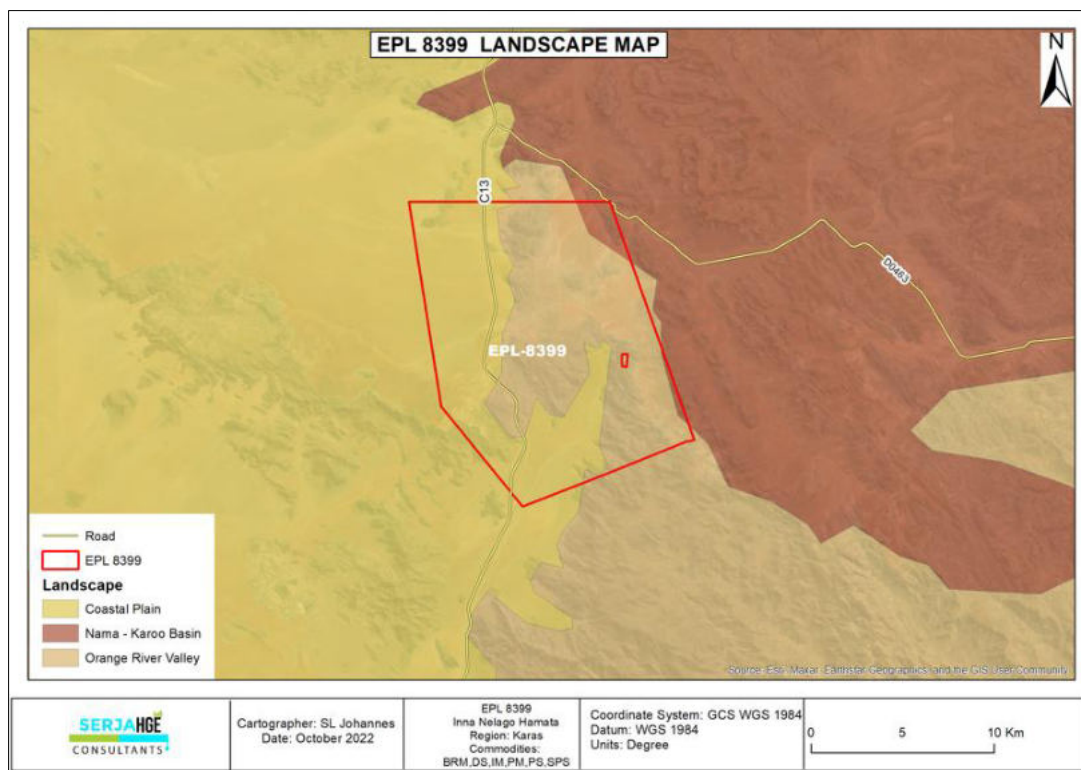 EPL 8399 LANDSCAPE MAP
N
C13
D0463
EPL-8399
Road
EPL 8399
Landscape
Coastal Plain
Nama - Karoo Basin
Orange River Valley
Source: Esri, Maxar, Earthstar Geographics, and the GIS User Community
SERJAHGE
CONSULTANTS
Cartographer: SL Johannes
Date: October 2022
EPL 8399
Inna Nelago Hamata
Region: Karas
Commodities:
BRM,DS,IM,PM,PS,SPS
Coordinate System: GCS WGS 1984
Datum: WGS 1984
Units: Degree
0 5 10 Km